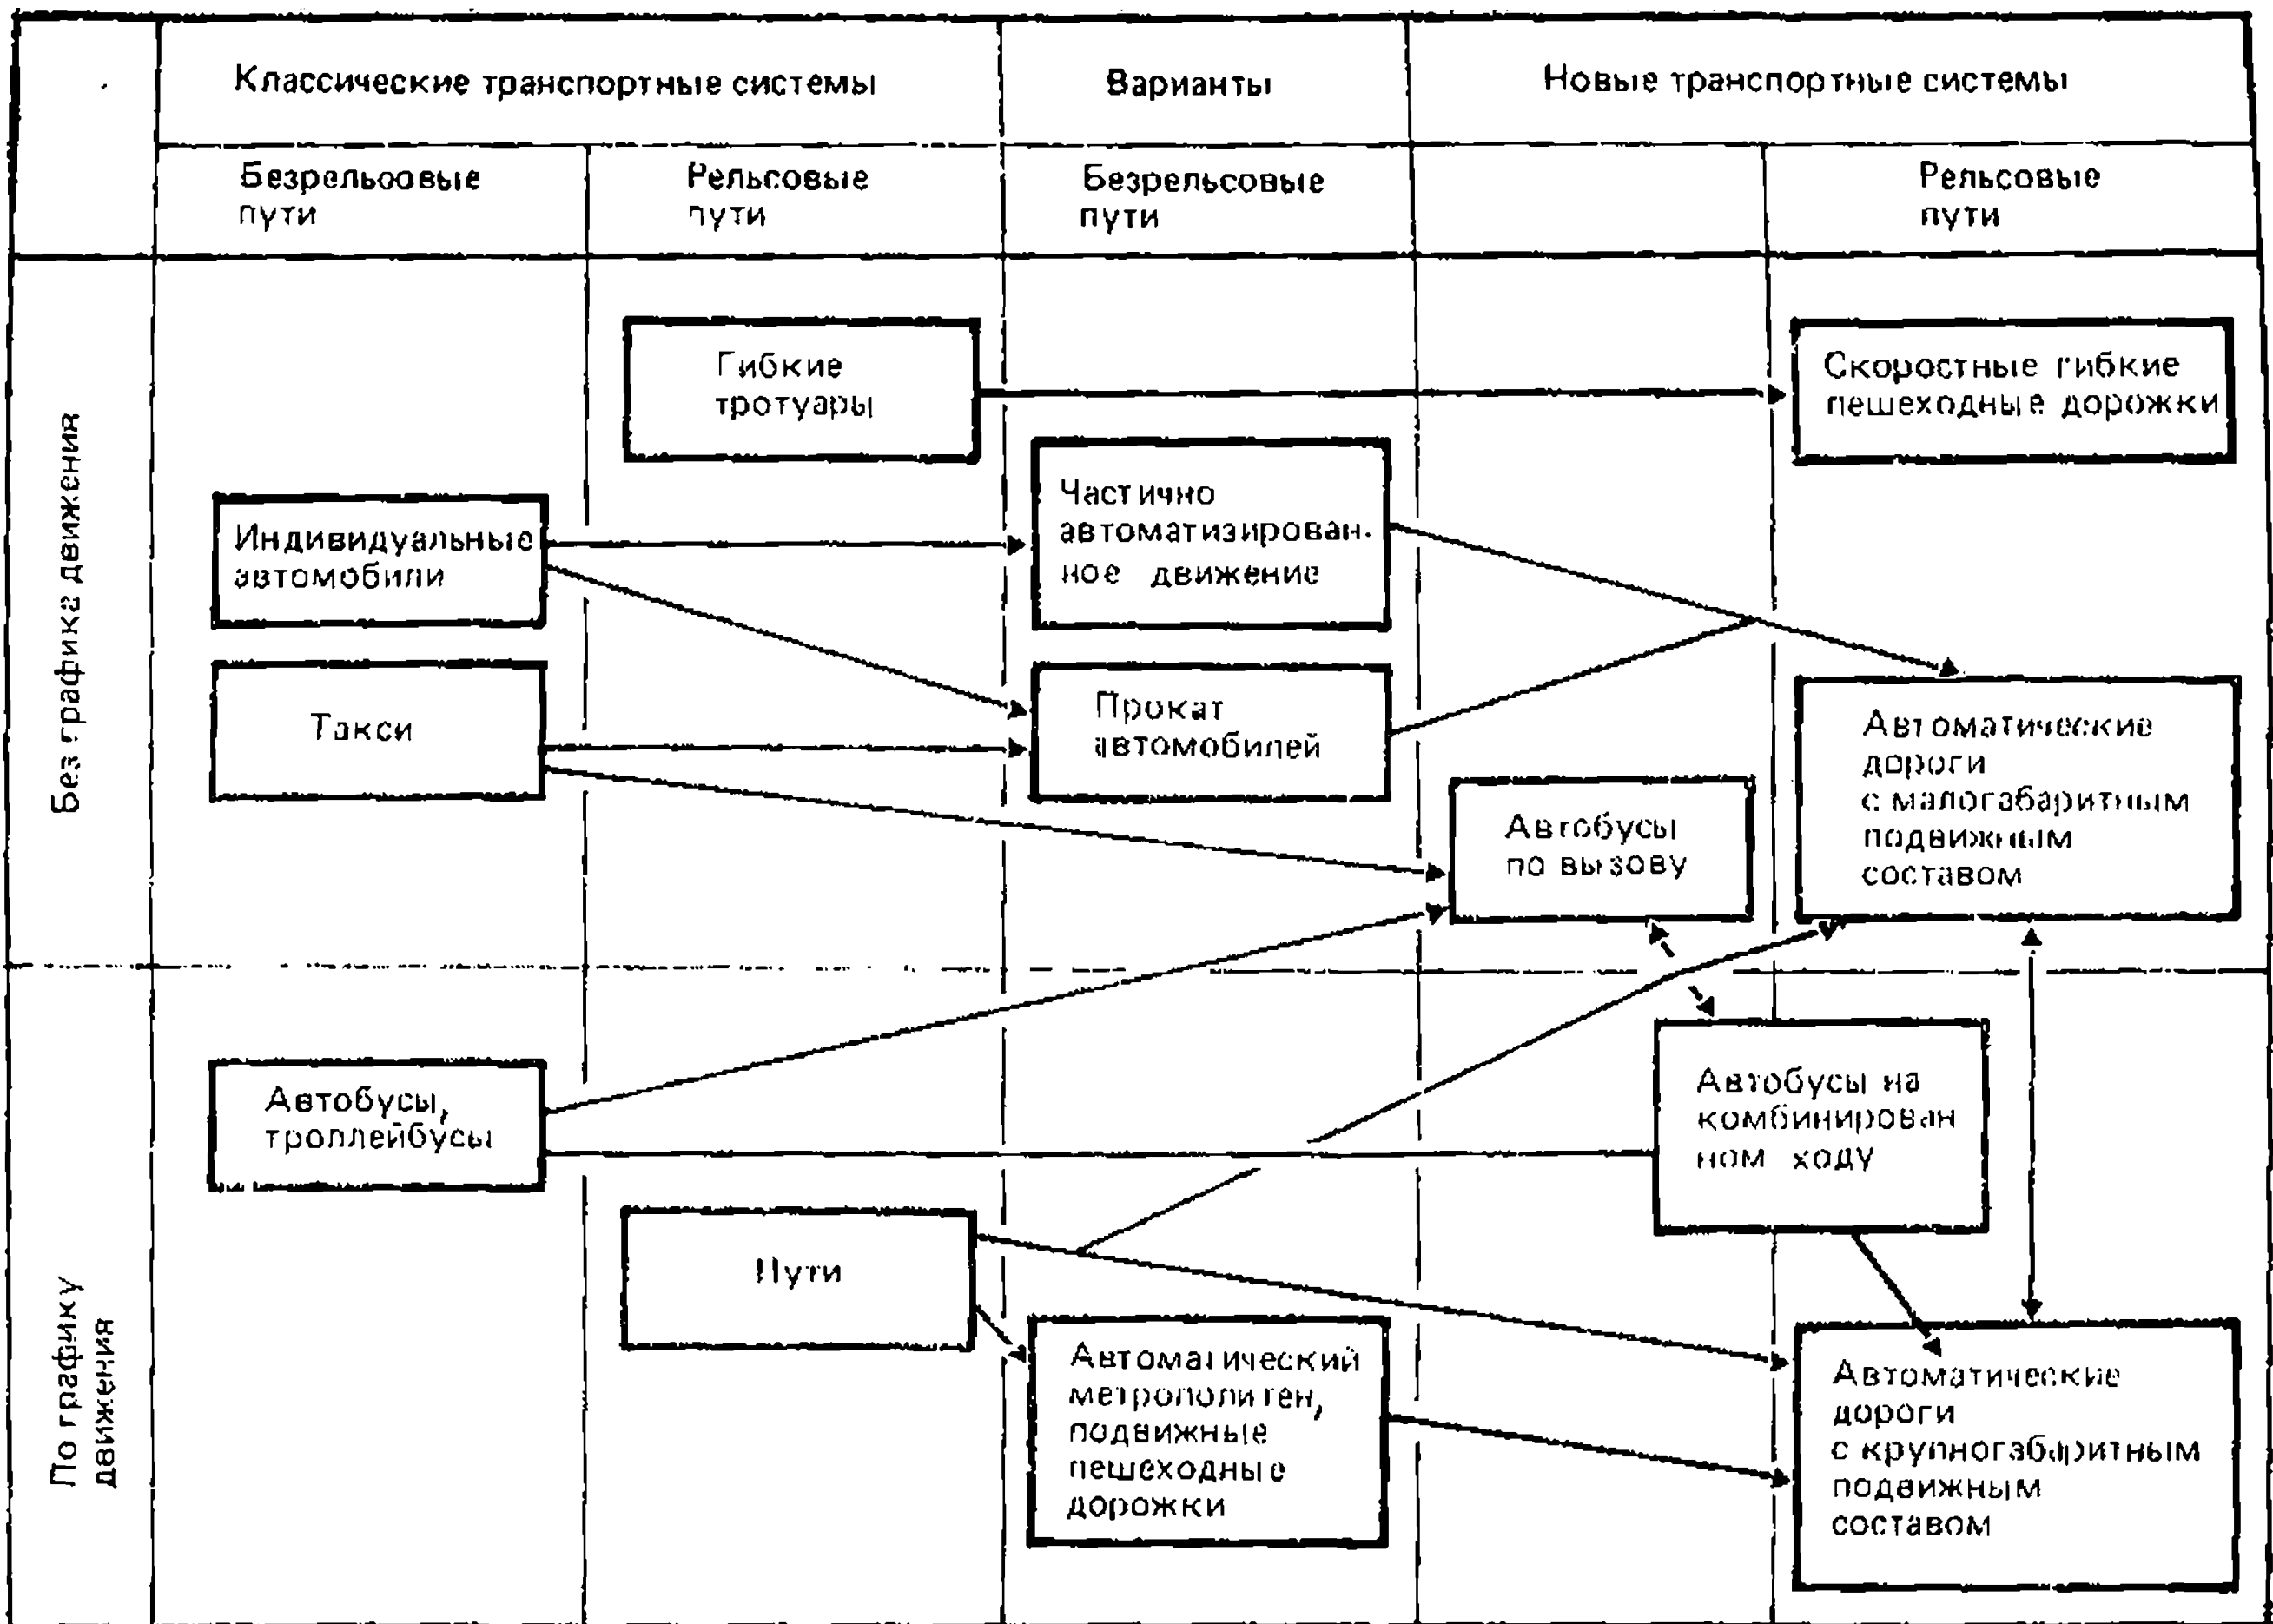 Классические транспортные системы
Варианты
Новые транспортные системы
Безрельсовые
пути
Рельсовые
пути
Безрельсовые
пути
Рельсовые
пути
Без графика движения
Гибкие
тротуары
Скоростные гибкие
пешеходные дорожки
Частично
автоматизирован-
ное движение
Индивидуальные
автомобили
Такси
Прокат
автомобилей
Автоматические
дороги
с малогабаритным
подвижным
составом
Автобусы
по вызову
По графику
движения
Автобусы,
троллейбусы
Автобусы на
комбинирован
ном ходу
Пути
Автоматический
метрополитен,
подвижные
пешеходные
дорожки
Автоматические
дороги
с крупногабаритным
подвижным
составом